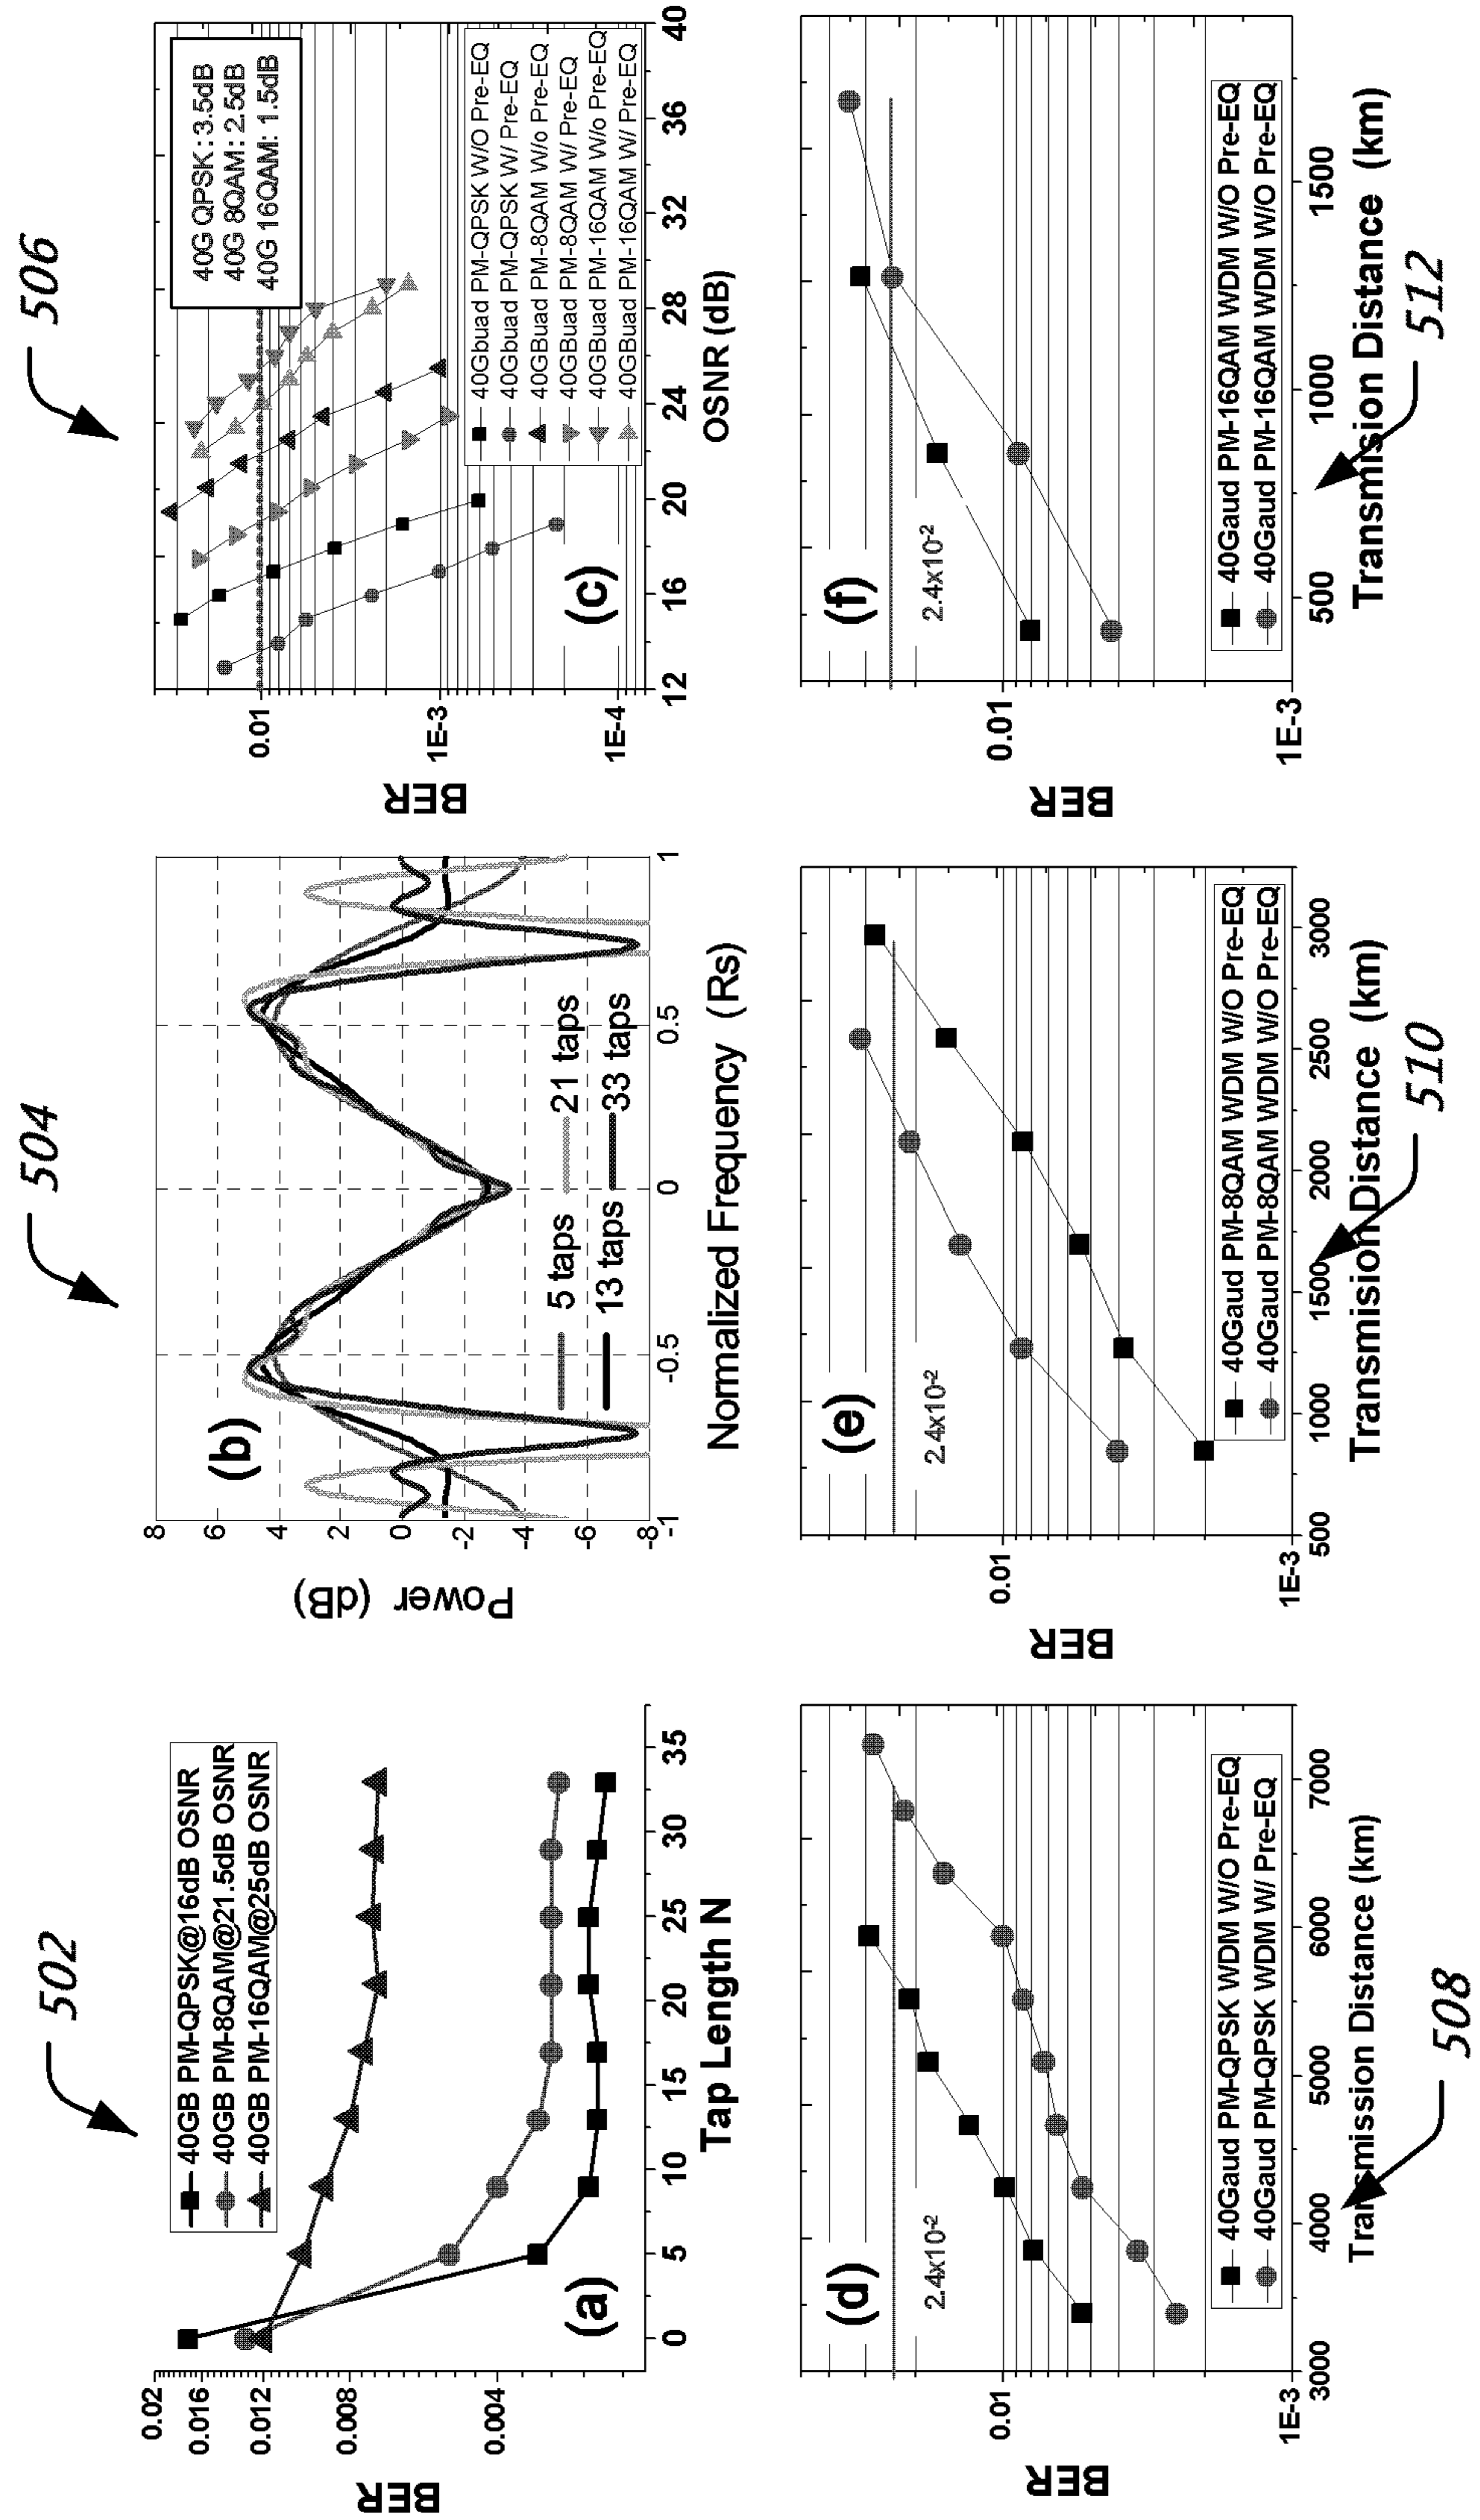 502
(a)
40GB PM-QPSK@16dB OSNR
40GB PM-8QAM@21.5dB OSNR
40GB PM-16QAM@25dB OSNR
BER
0.02
0.016
0.012
0.008
0.004
0 5 10 15 20 25 30 35
Tap Length N
504
(b)
Power (dB)
8
6
4
2
0
-2
-4
-6
-8
5 taps
21 taps
13 taps
33 taps
-1 -0.5 0 0.5 1
Normalized Frequency (Rs)
506
40G QPSK: 3.5dB
40G 8QAM: 2.5dB
40G 16QAM: 1.5dB
BER
0.01
1E-3
1E-4
(c)
40Gbuad PM-QPSK W/O Pre-EQ
40Gbuad PM-QPSK W/ Pre-EQ
40GBuad PM-8QAM W/o Pre-EQ
40GBuad PM-8QAM W/ Pre-EQ
40GBuad PM-16QAM W/o Pre-EQ
40GBuad PM-16QAM W/ Pre-EQ
12 16 20 24 28 32 36 40
OSNR (dB)
(d)
2.4x10-2
BER
0.01
1E-3
40Gaud PM-QPSK WDM W/O Pre-EQ
40Gaud PM-QPSK WDM W/ Pre-EQ
3000 4000 5000 6000 7000
Transmission Distance (km)
508
(e)
2.4x10-2
BER
0.01
1E-3
40Gaud PM-8QAM WDM W/O Pre-EQ
40Gaud PM-8QAM WDM W/O Pre-EQ
500 1000 1500 2000 2500 3000
Transmision Distance (km)
510
(f)
2.4x10-2
BER
0.01
1E-3
40Gaud PM-16QAM WDM W/O Pre-EQ
40Gaud PM-16QAM WDM W/O Pre-EQ
500 1000 1500
Transmision Distance (km)
512